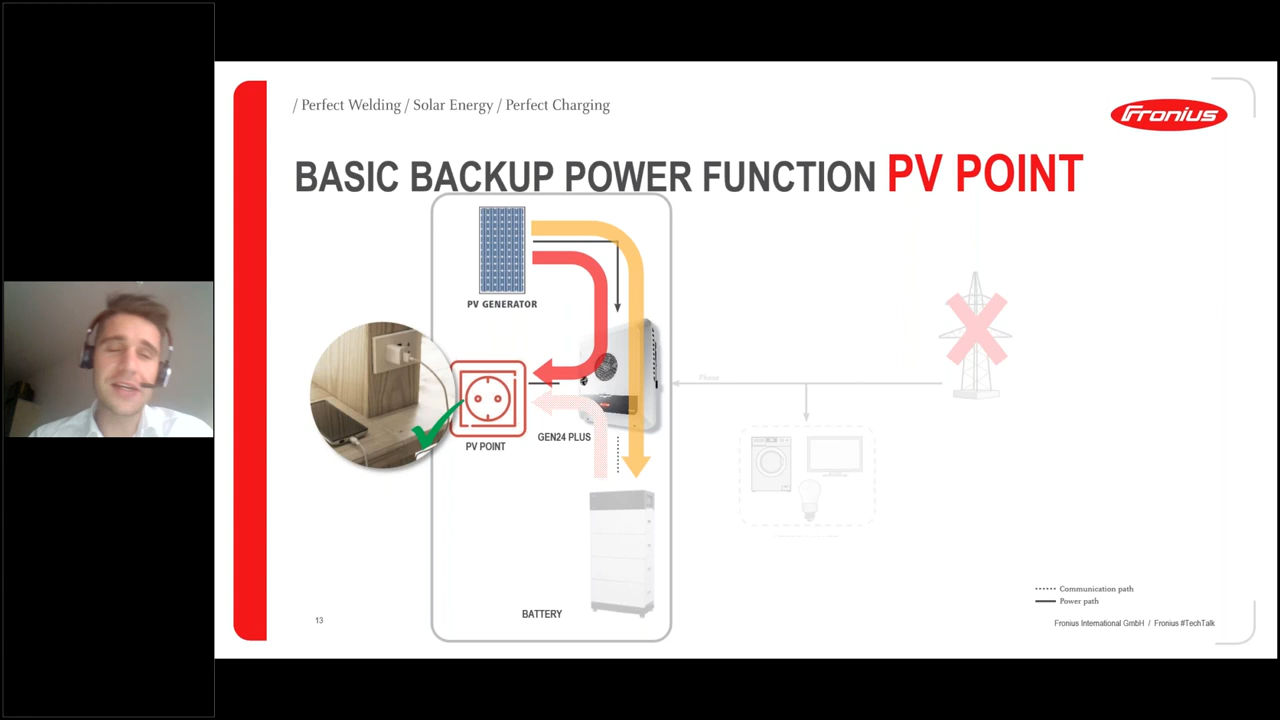 / Perfect Welding / Solar Energy / Perfect Charging
Fronius
BASIC BACKUP POWER FUNCTION PV POINT
PV GENERATOR
Phase
PV POINT
GEN24 PLUS
BATTERY
Communication path
Power path
13
Fronius International GmbH / Fronius #TechTalk